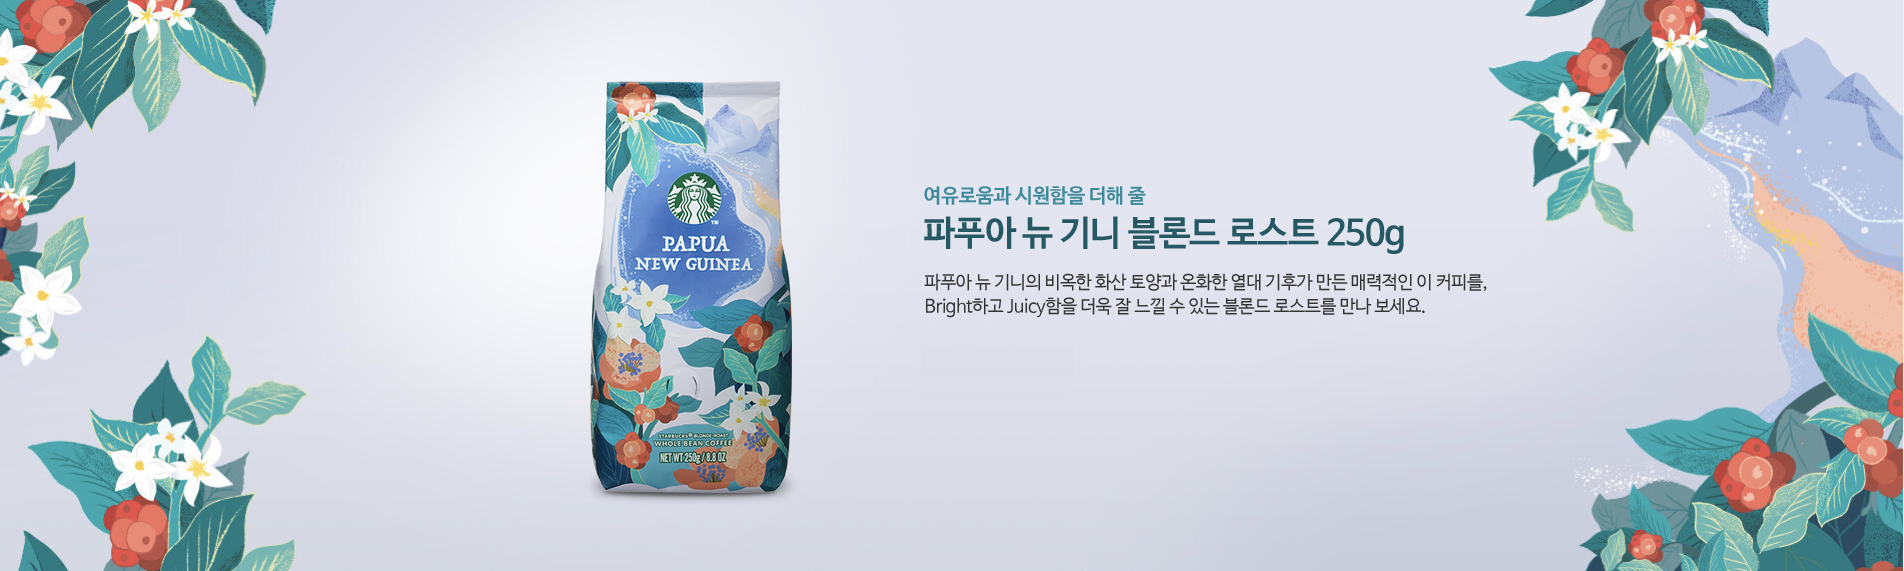 여유로움과 시원함을 더해 줄
파푸아 뉴 기니 블론드 로스트 250g
파푸아 뉴 기니의 비옥한 화산 토양과 온화한 열대 기후가 만든 매력적인 이 커피를,
Bright하고 Juicy함을 더욱 잘 느낄 수 있는 블론드 로스트를 만나 보세요.
TM
PAPUA
NEW GUINEA
STARBUCKS® BLONDE ROAST
WHOLE BEAN COFFEE
NET WT 250g / 8.8 OZ